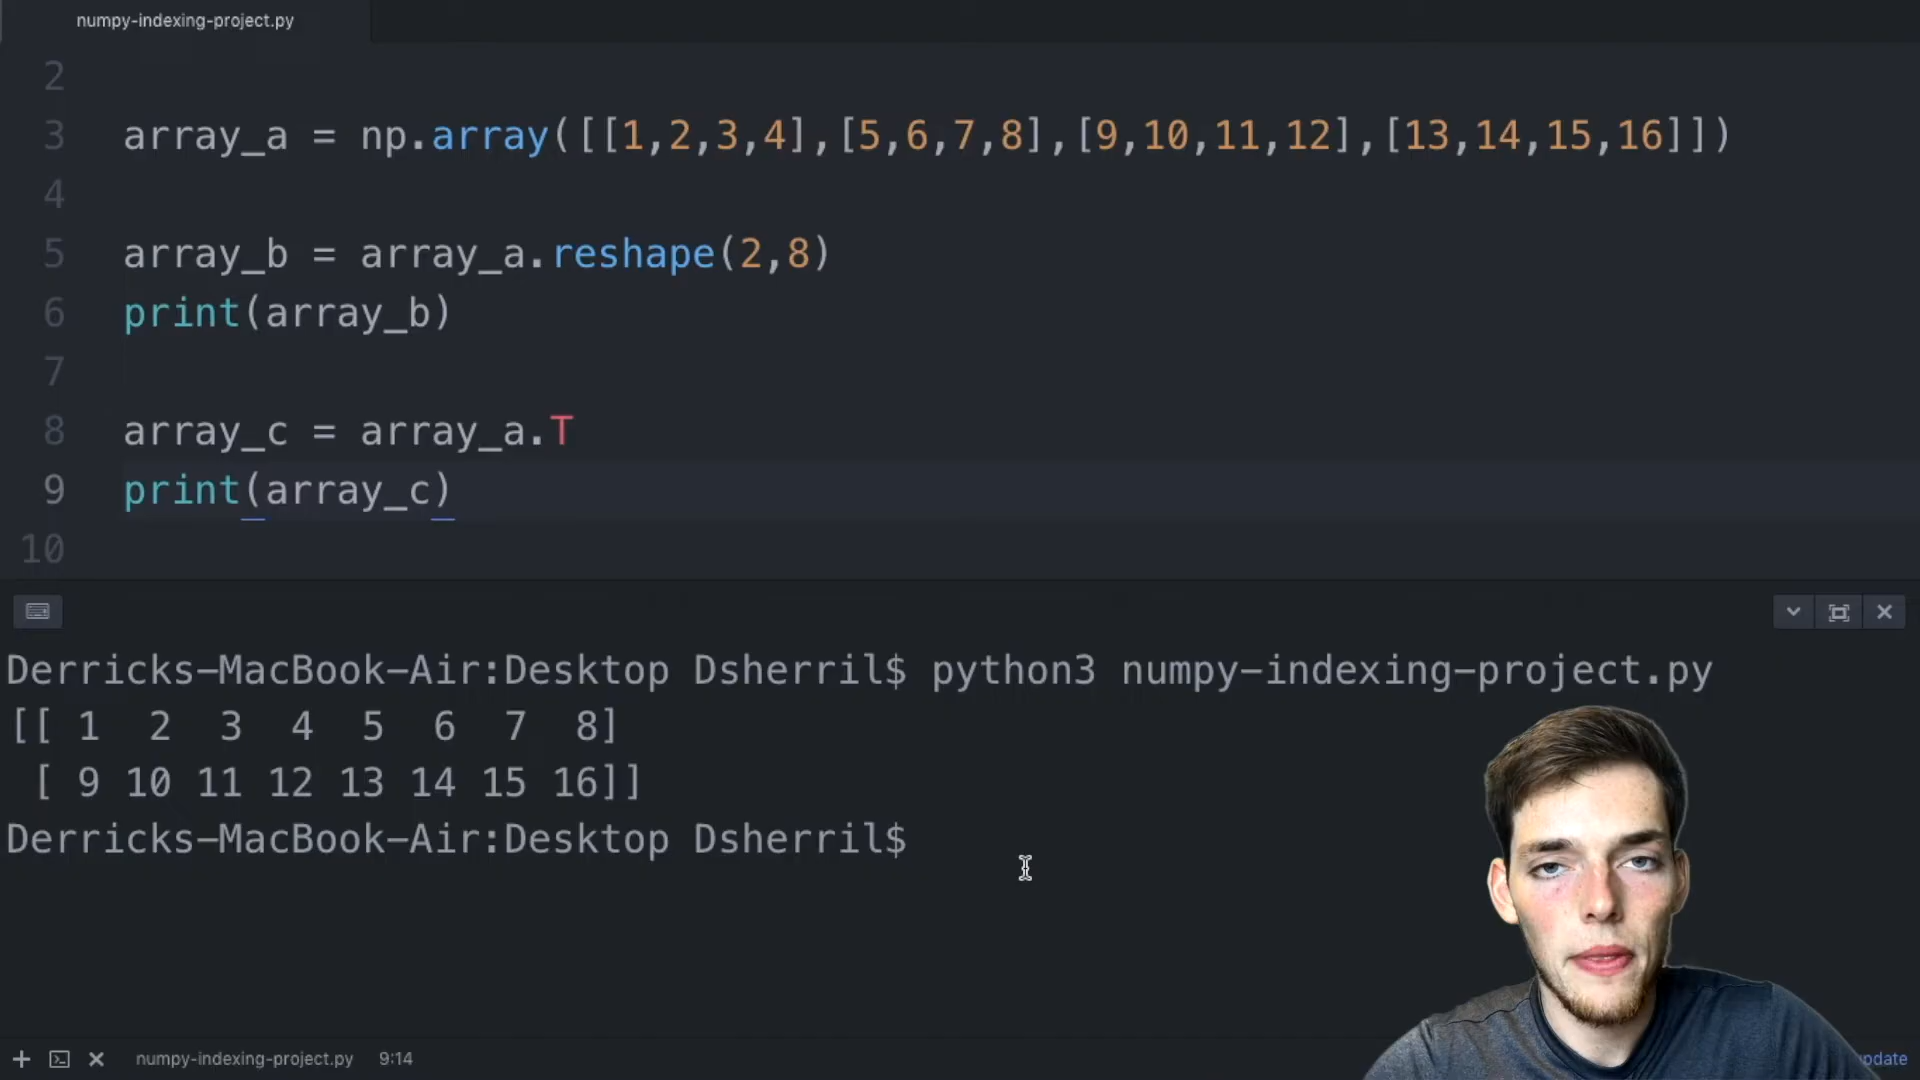 numpy-indexing-project.py
2
3 array_a = np.array([[1,2,3,4],[5,6,7,8],[9,10,11,12],[13,14,15,16]])
4
5 array_b = array_a.reshape(2,8)
6 print(array_b)
7
8 array_c = array_a.T
9 print(array_c)
10
Derricks-MacBook-Air:Desktop Dsherril$ python3 numpy-indexing-project.py
[[ 1  2  3  4  5  6  7  8]
 [ 9 10 11 12 13 14 15 16]]
Derricks-MacBook-Air:Desktop Dsherril$
numpy-indexing-project.py 9:14